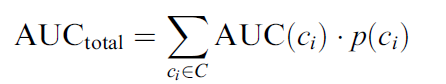 AUC_total = ∑_{c_i∈C} AUC(c_i) · p(c_i)